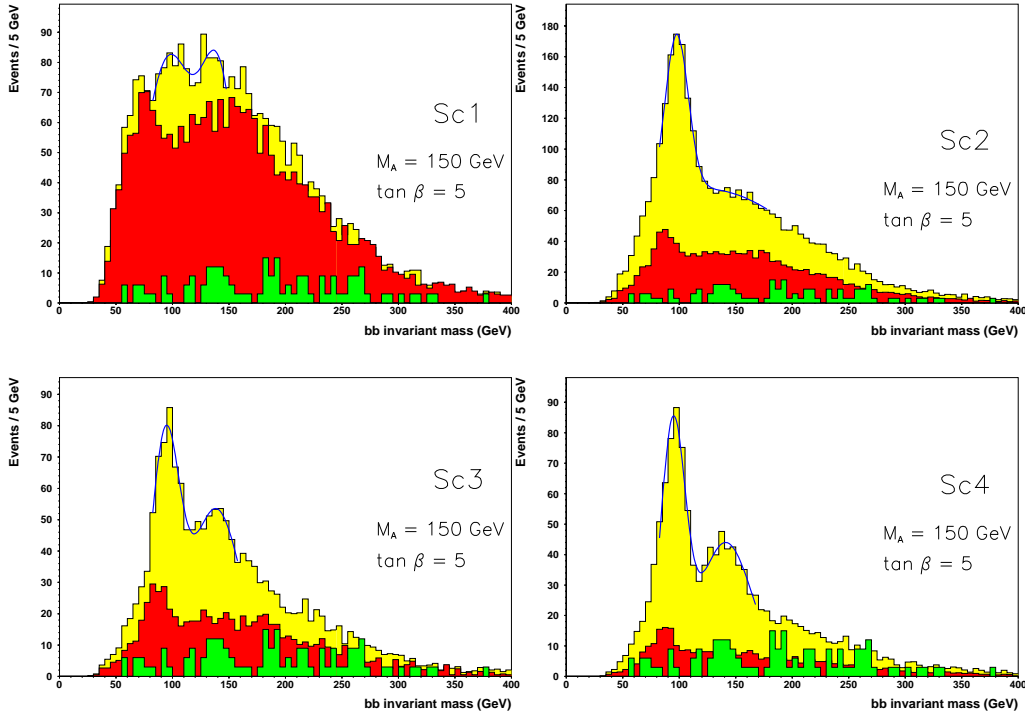 Events / 5 GeV
90
80
70
60
50
40
30
20
10
0
0 50 100 150 200 250 300 350 400
bb invariant mass (GeV)
Sc1
M_A = 150 GeV
tan β = 5
Events / 5 GeV
180
160
140
120
100
80
60
40
20
0
0 50 100 150 200 250 300 350 400
bb invariant mass (GeV)
Sc2
M_A = 150 GeV
tan β = 5
Events / 5 GeV
90
80
70
60
50
40
30
20
10
0
0 50 100 150 200 250 300 350 400
bb invariant mass (GeV)
Sc3
M_A = 150 GeV
tan β = 5
Events / 5 GeV
90
80
70
60
50
40
30
20
10
0
0 50 100 150 200 250 300 350 400
bb invariant mass (GeV)
Sc4
M_A = 150 GeV
tan β = 5